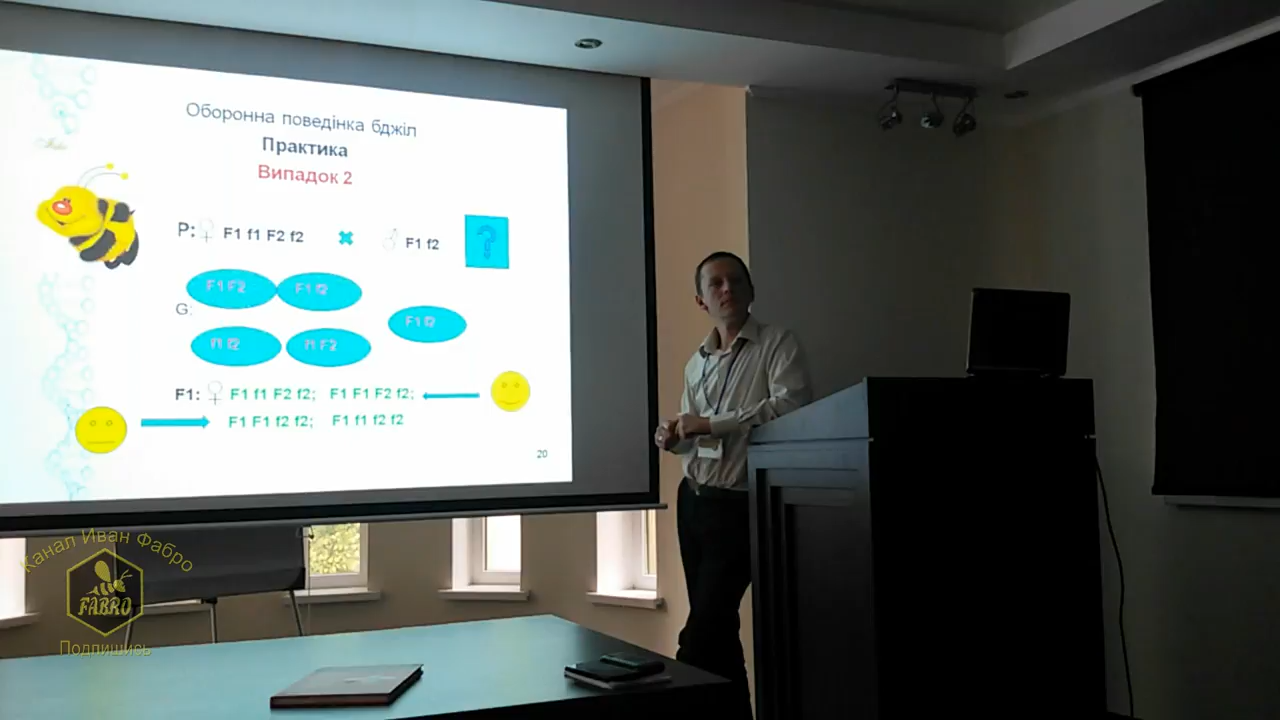 Оборонна поведінка бджіл
Практика
Випадок 2
P: ♀ F1 f1 F2 f2 ✖ ♂ F1 f2 ?
F1 F2 F1 f2
G: F1 f2
f1 f2 f1 F2
F1: ♀ F1 f1 F2 f2; F1 F1 F2 f2;
F1 F1 f2 f2; F1 f1 f2 f2
20
Канал Иван Фабро
FABRO
Подпишись